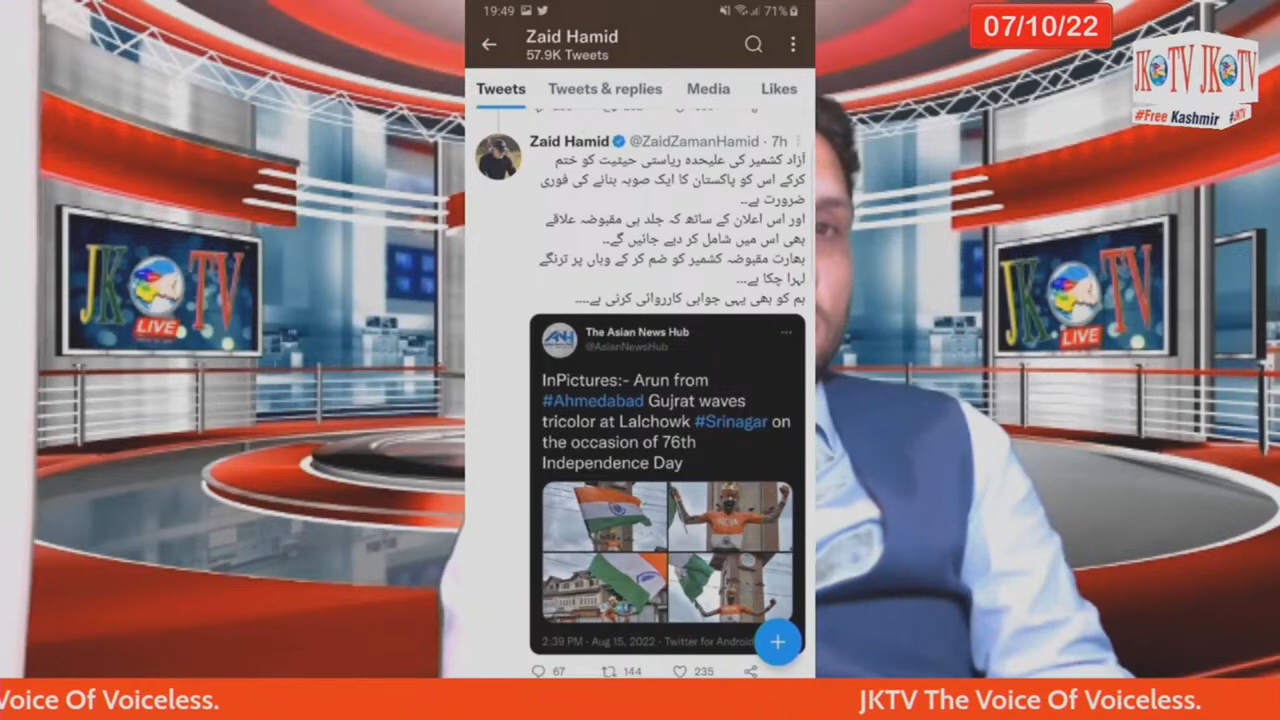 19:49
71%
07/10/22
Zaid Hamid
57.9K Tweets
JK TV JK TV
#Free Kashmir #JKTV
Tweets Tweets & replies Media Likes
Zaid Hamid @ZaidZamanHamid · 7h
آزاد کشمیر کی علیحدہ ریاستی حیثیت کو ختم
کرکے اس کو پاکستان کا ایک صوبہ بنانے کی فوری
ضرورت ہے..
اور اس اعلان کے ساتھ کہ جلد ہی مقبوضہ علاقے
بھی اس میں شامل کر دیے جائیں گے..
بھارت مقبوضہ کشمیر کو ضم کر کے وہاں پر ترنگے
لہرا چکا ہے...
ہم کو بھی یہی جوابی کارروائی کرنی ہے....
JK TV
LIVE
JK TV
LIVE
ANH
The Asian News Hub
@AsianNewsHub
InPictures:- Arun from
#Ahmedabad Gujrat waves
tricolor at Lalchowk #Srinagar on
the occasion of 76th
Independence Day
INDIA
2:39 PM · Aug 15, 2022 · Twitter for Android
67 144 235
Voice Of Voiceless.
JKTV The Voice Of Voiceless.